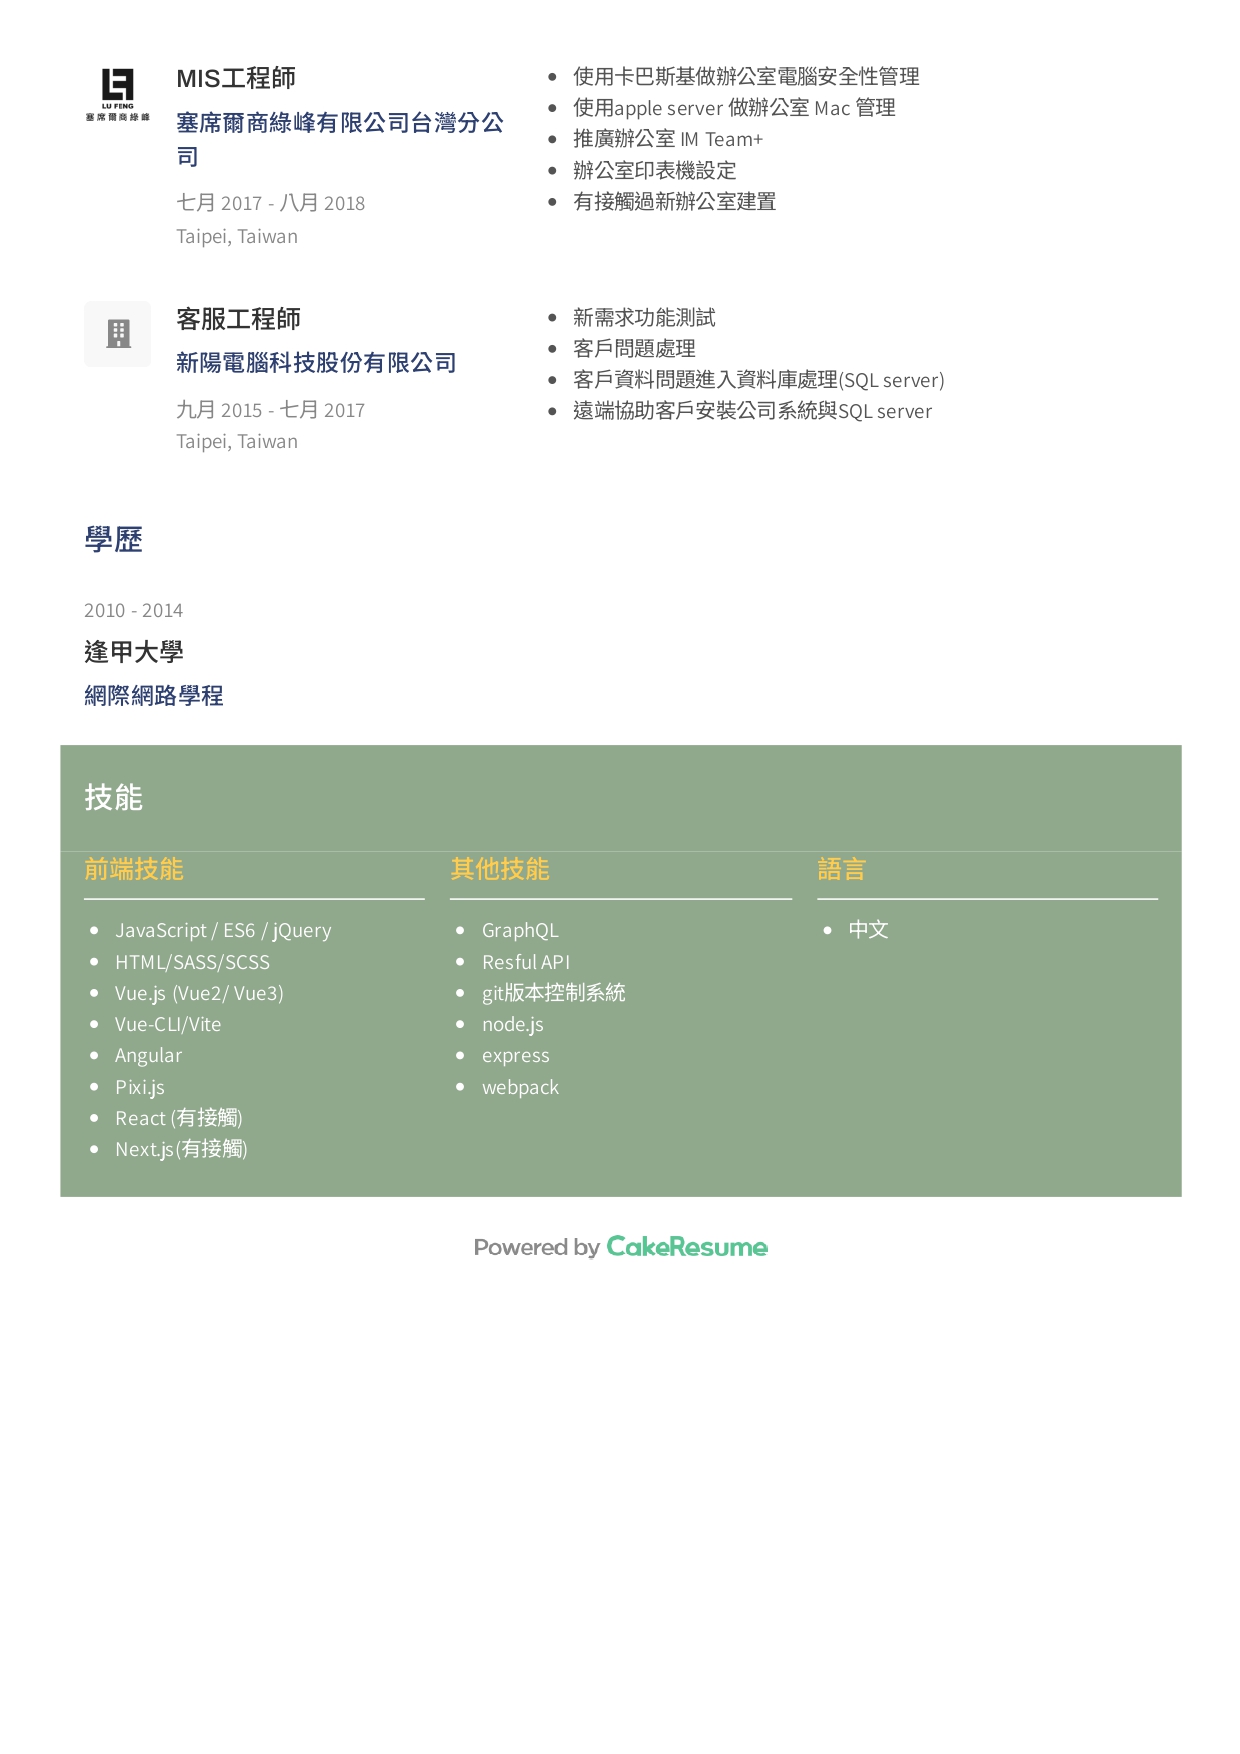 LU FENG
塞席爾商綠峰
MIS工程師
塞席爾商綠峰有限公司台灣分公
司
七月 2017 - 八月 2018
Taipei, Taiwan
使用卡巴斯基做辦公室電腦安全性管理
使用apple server 做辦公室 Mac 管理
推廣辦公室 IM Team+
辦公室印表機設定
有接觸過新辦公室建置
客服工程師
新陽電腦科技股份有限公司
九月 2015 - 七月 2017
Taipei, Taiwan
新需求功能測試
客戶問題處理
客戶資料問題進入資料庫處理(SQL server)
遠端協助客戶安裝公司系統與SQL server
學歷
2010 - 2014
逢甲大學
網際網路學程
技能
前端技能
JavaScript / ES6 / jQuery
HTML/SASS/SCSS
Vue.js (Vue2/ Vue3)
Vue-CLI/Vite
Angular
Pixi.js
React (有接觸)
Next.js(有接觸)
其他技能
GraphQL
Resful API
git版本控制系統
node.js
express
webpack
語言
中文
Powered by CakeResume